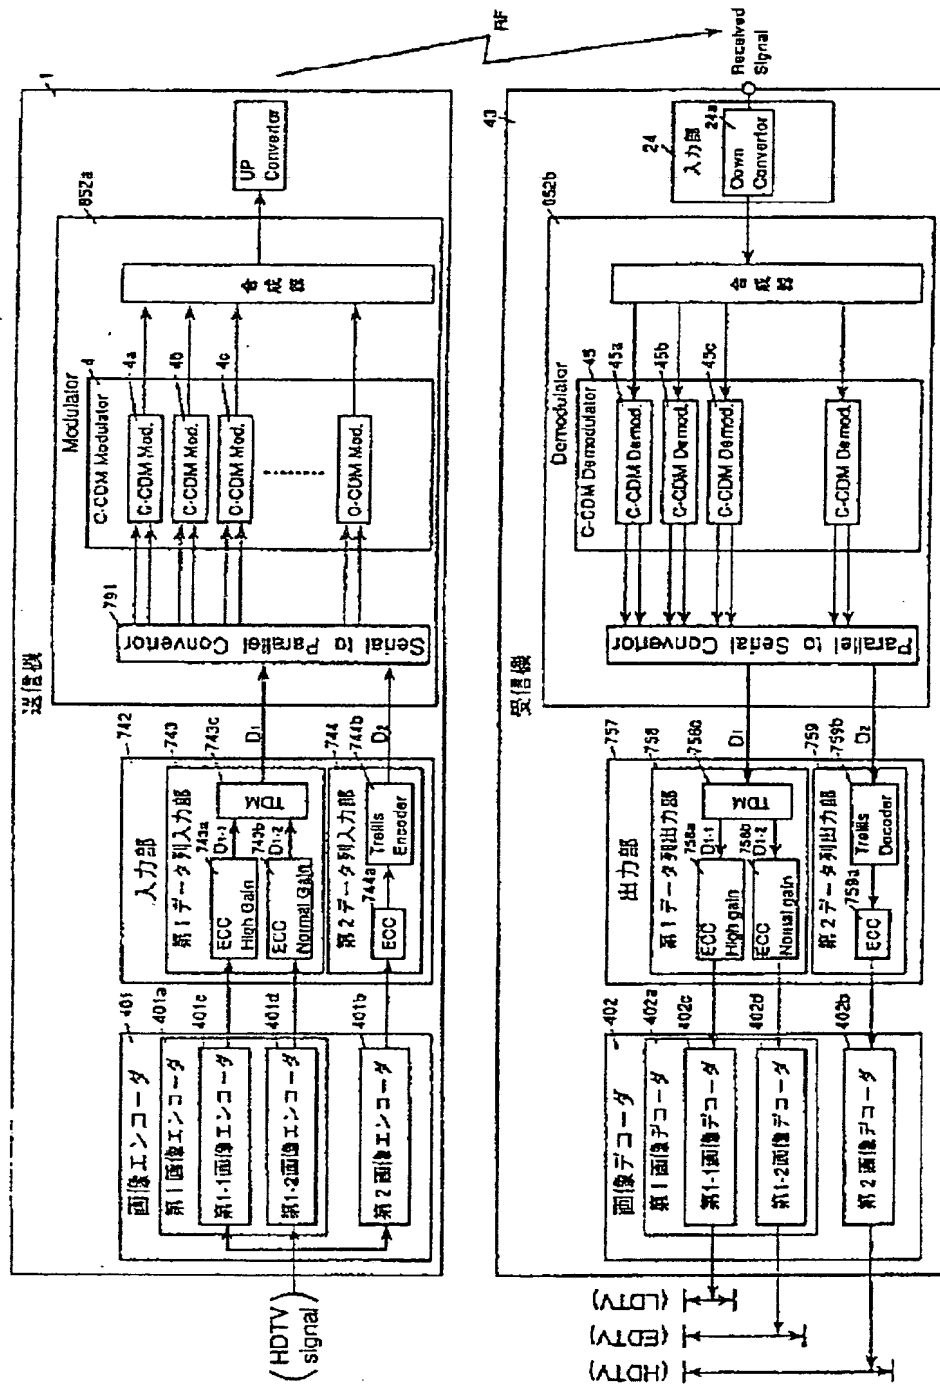 送信機
1
(HDTV
signal)
画像エンコーダ
401
第1画像エンコーダ
401a
第1-1画像エンコーダ
401c
第1-2画像エンコーダ
401d
第2画像エンコーダ
401b
入力部
742
第1データ列入力部
743
ECC
High Gain
743a
D1-1
ECC
Normal Gain
743b
D1-2
TDM
743c
第2データ列入力部
744
ECC
744a
Trellis
Encoder
744b
D1
D2
Modulator
852a
Serial to Parallel Convertor
791
C-CDM Modulator
4
C-CDM Mod.
4a
C-CDM Mod.
4b
C-CDM Mod.
4c
C-CDM Mod.
合成器
UP
Convertor
RF
受信機
43
Received
Signal
入力部
24
Down
Convertor
24a
Demodulator
852b
合成器
C-CDM Demodulator
45
C-CDM Demod.
45a
C-CDM Demod.
45b
C-CDM Demod.
45c
C-CDM Demod.
Parallel to Serial Convertor
D1
D2
出力部
757
第1データ列出力部
758
TDM
758c
ECC
High gain
758a
D1-1
ECC
Normal gain
758b
D1-2
第2データ列出力部
759
Trellis
Decoder
759b
ECC
759a
画像デコーダ
402
第1画像デコーダ
402a
第1-1画像デコーダ
402c
第1-2画像デコーダ
402d
第2画像デコーダ
402b
(LDTV)
(EDTV)
(HDTV)